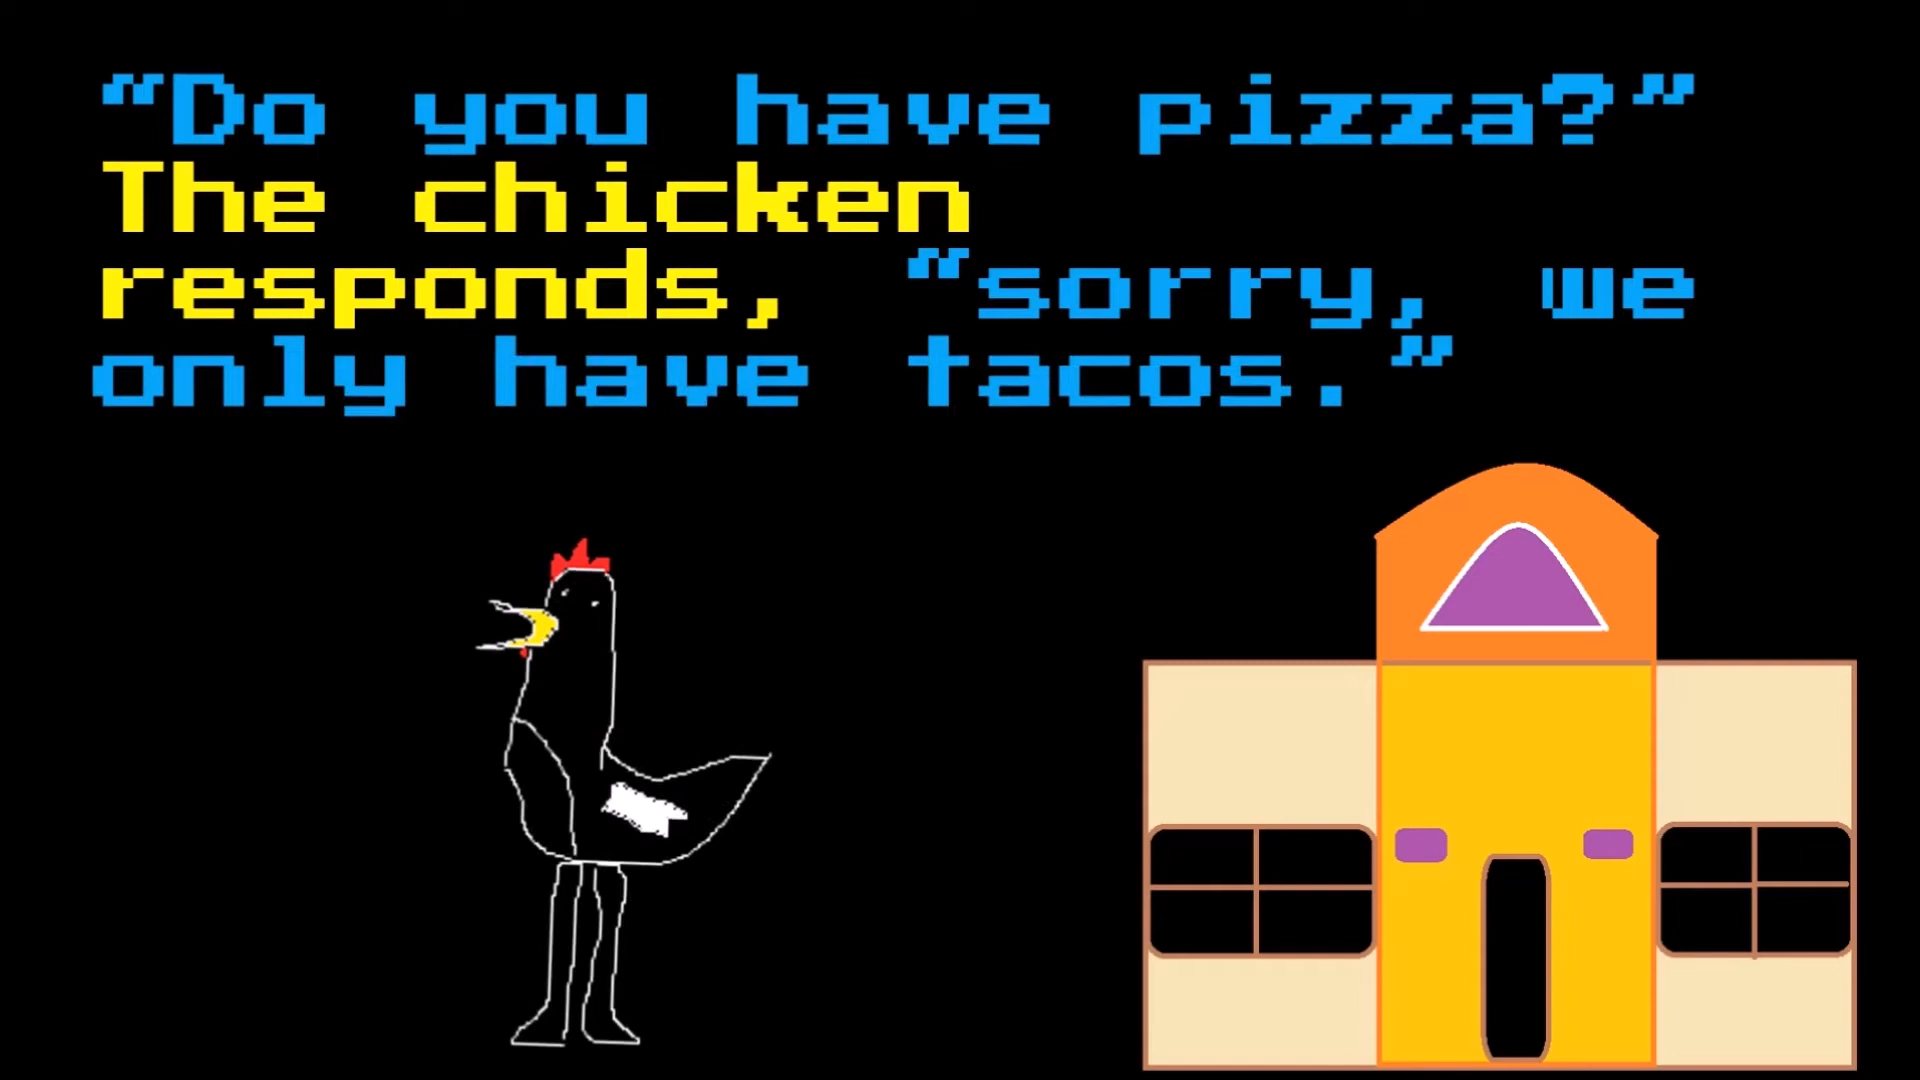 “Do you have pizza?”
The chicken
responds, “sorry, we
only have tacos.”